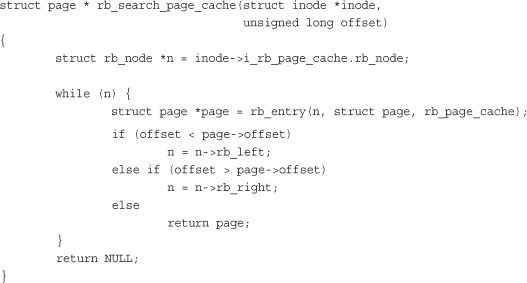 struct page * rb_search_page_cache(struct inode *inode,
                                   unsigned long offset)
{
        struct rb_node *n = inode->i_rb_page_cache.rb_node;

        while (n) {
                struct page *page = rb_entry(n, struct page, rb_page_cache);
                if (offset < page->offset)
                        n = n->rb_left;
                else if (offset > page->offset)
                        n = n->rb_right;
                else
                        return page;
        }
        return NULL;
}